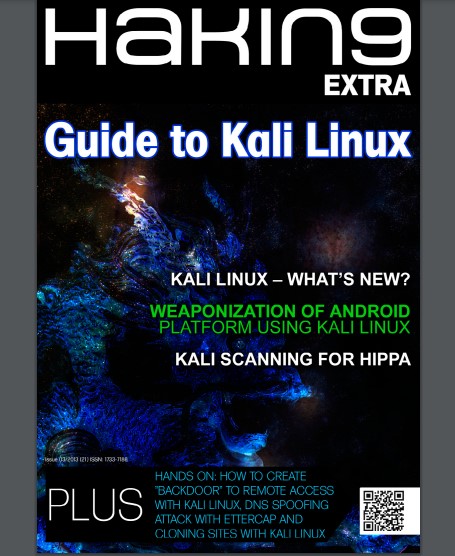 HAKIN9
EXTRA
Guide to Kali Linux
KALI LINUX – WHAT'S NEW?
WEAPONIZATION OF ANDROID
PLATFORM USING KALI LINUX
KALI SCANNING FOR HIPPA
Issue 03/2013 (21) ISSN: 1733-7186
PLUS
HANDS ON: HOW TO CREATE
"BACKDOOR" TO REMOTE ACCESS
WITH KALI LINUX, DNS SPOOFING
ATTACK WITH ETTERCAP AND
CLONING SITES WITH KALI LINUX